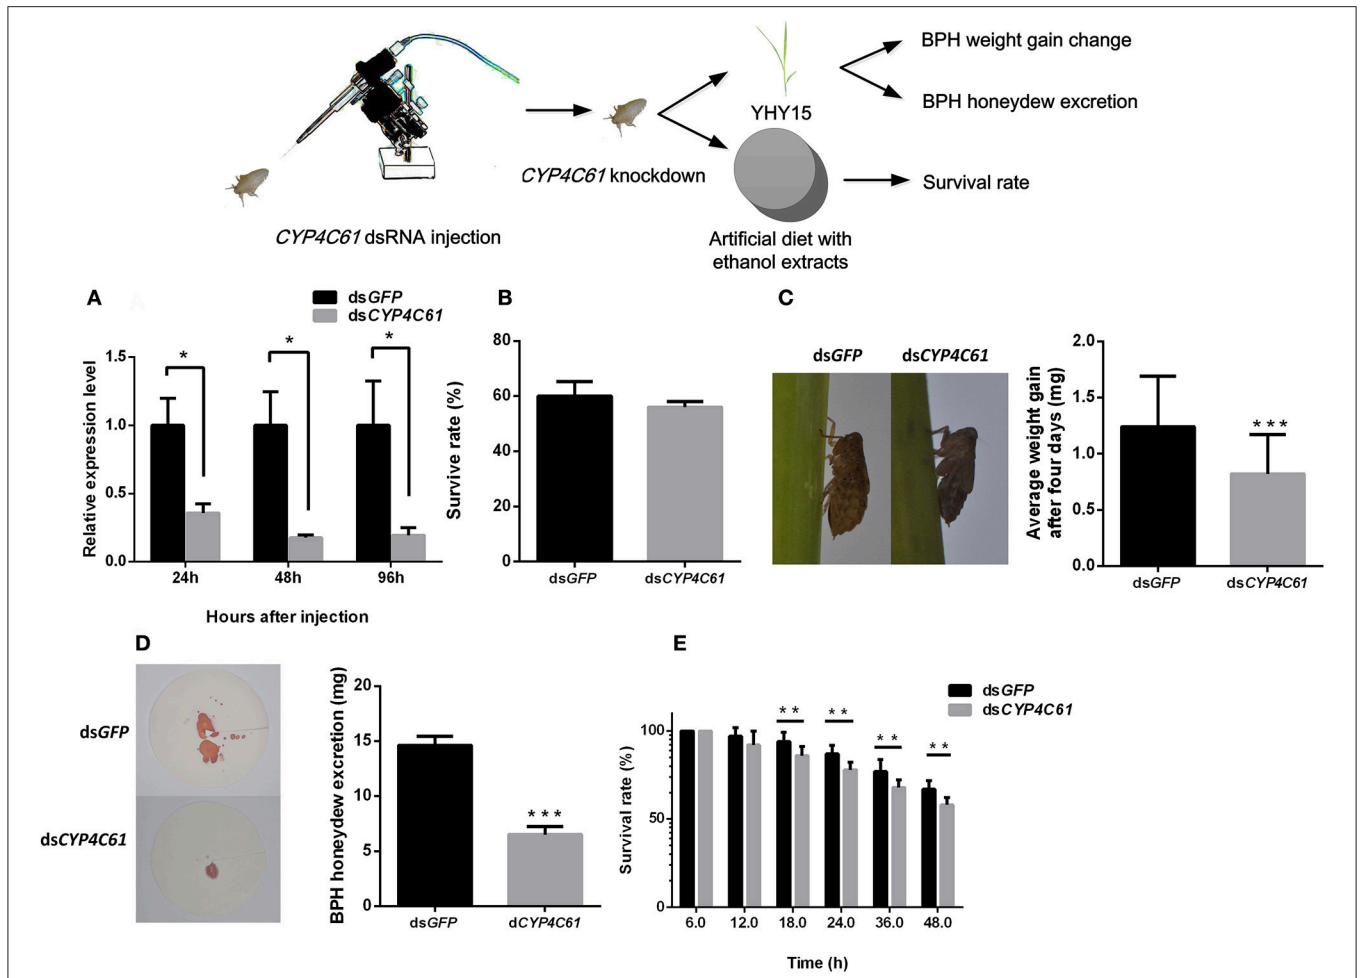 BPH weight gain change
BPH honeydew excretion
YHY15
CYP4C61 knockdown
Survival rate
CYP4C61 dsRNA injection
Artificial diet with
ethanol extracts
A
dsGFP
dsCYP4C61
*
*
*
Relative expression level
1.5
1.0
0.5
0.0
24h
48h
96h
Hours after injection
B
Survive rate (%)
80
60
40
20
0
dsGFP
dsCYP4C61
C
dsGFP
dsCYP4C61
Average weight gain
after four days (mg)
2.0
1.5
1.0
0.5
0.0
***
dsGFP
dsCYP4C61
D
dsGFP
dsCYP4C61
BPH honeydew excretion (mg)
20
15
10
5
0
***
dsGFP
dCYP4C61
E
dsGFP
dsCYP4C61
Survival rate (%)
100
50
0
**
**
**
**
6.0
12.0
18.0
24.0
36.0
48.0
Time (h)